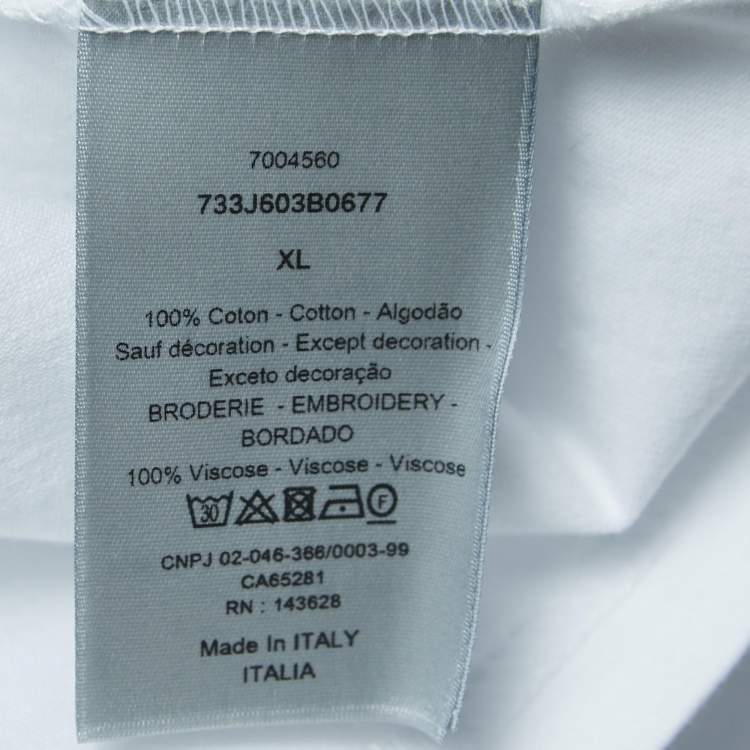 7004560
733J603B0677
XL
100% Coton - Cotton - Algodão
Sauf décoration - Except decoration -
Exceto decoração
BRODERIE - EMBROIDERY -
BORDADO
100% Viscose - Viscose - Viscose
30 F
CNPJ 02-046-366/0003-99
CA65281
RN : 143628
Made In ITALY
ITALIA